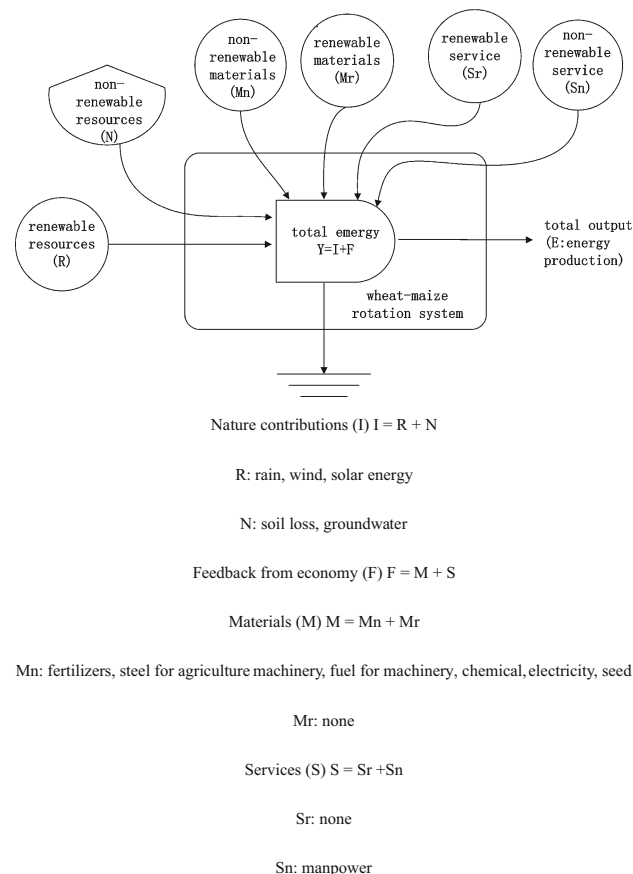 non-
renewable
materials
(Mn)
renewable
materials
(Mr)
renewable
service
(Sr)
non-
renewable
service
(Sn)
non-
renewable
resources
(N)
renewable
resources
(R)
total emergy
Y=I+F
total output
(E:energy
production)
wheat-maize
rotation system
Nature contributions (I) I = R + N
R: rain, wind, solar energy
N: soil loss, groundwater
Feedback from economy (F) F = M + S
Materials (M) M = Mn + Mr
Mn: fertilizers, steel for agriculture machinery, fuel for machinery, chemical, electricity, seed
Mr: none
Services (S) S = Sr +Sn
Sr: none
Sn: manpower